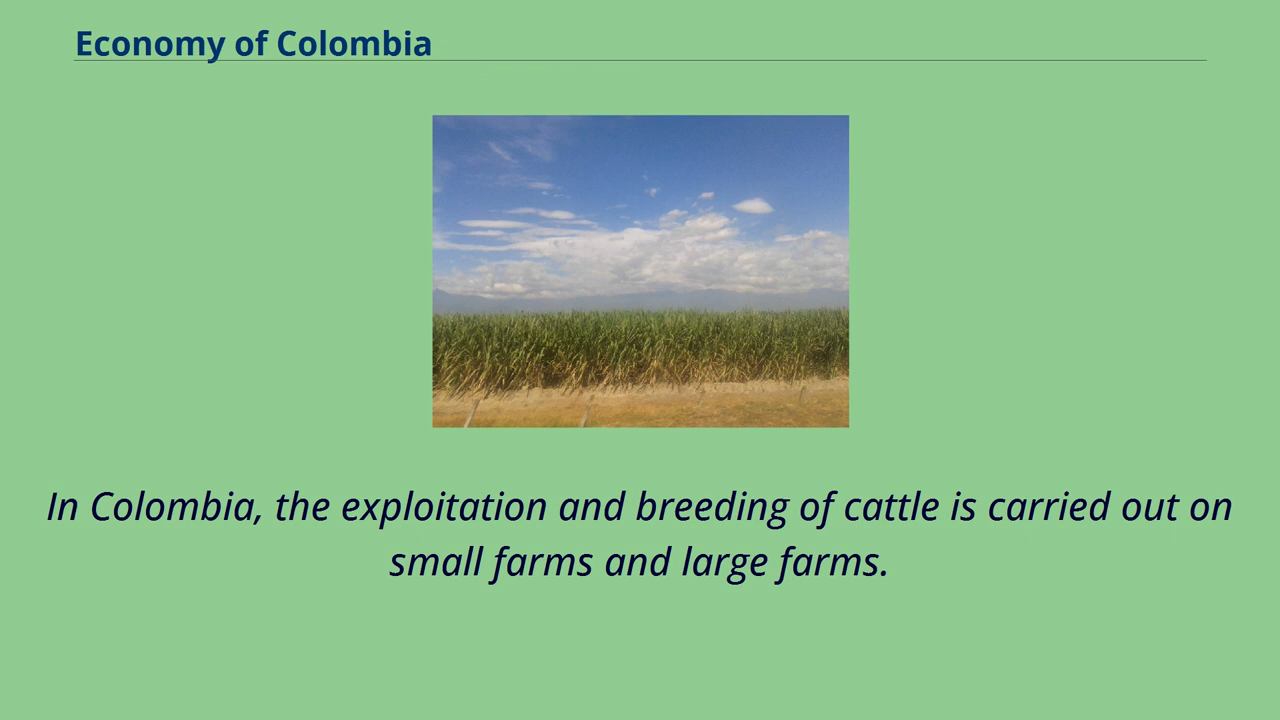 Economy of Colombia
In Colombia, the exploitation and breeding of cattle is carried out on
small farms and large farms.